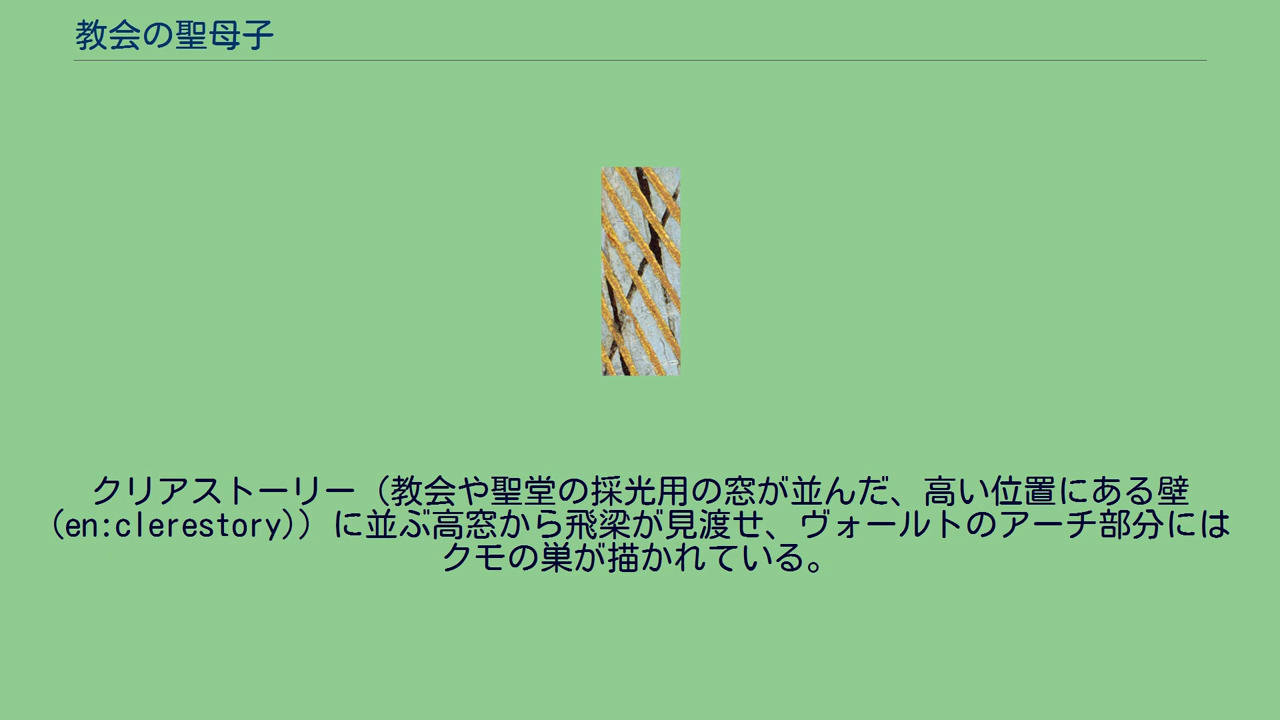 教会の聖母子
クリアストーリー（教会や聖堂の採光用の窓が並んだ、高い位置にある壁
(en:clerestory)）に並ぶ高窓から飛梁が見渡せ、ヴォールトのアーチ部分には
クモの巣が描かれている。